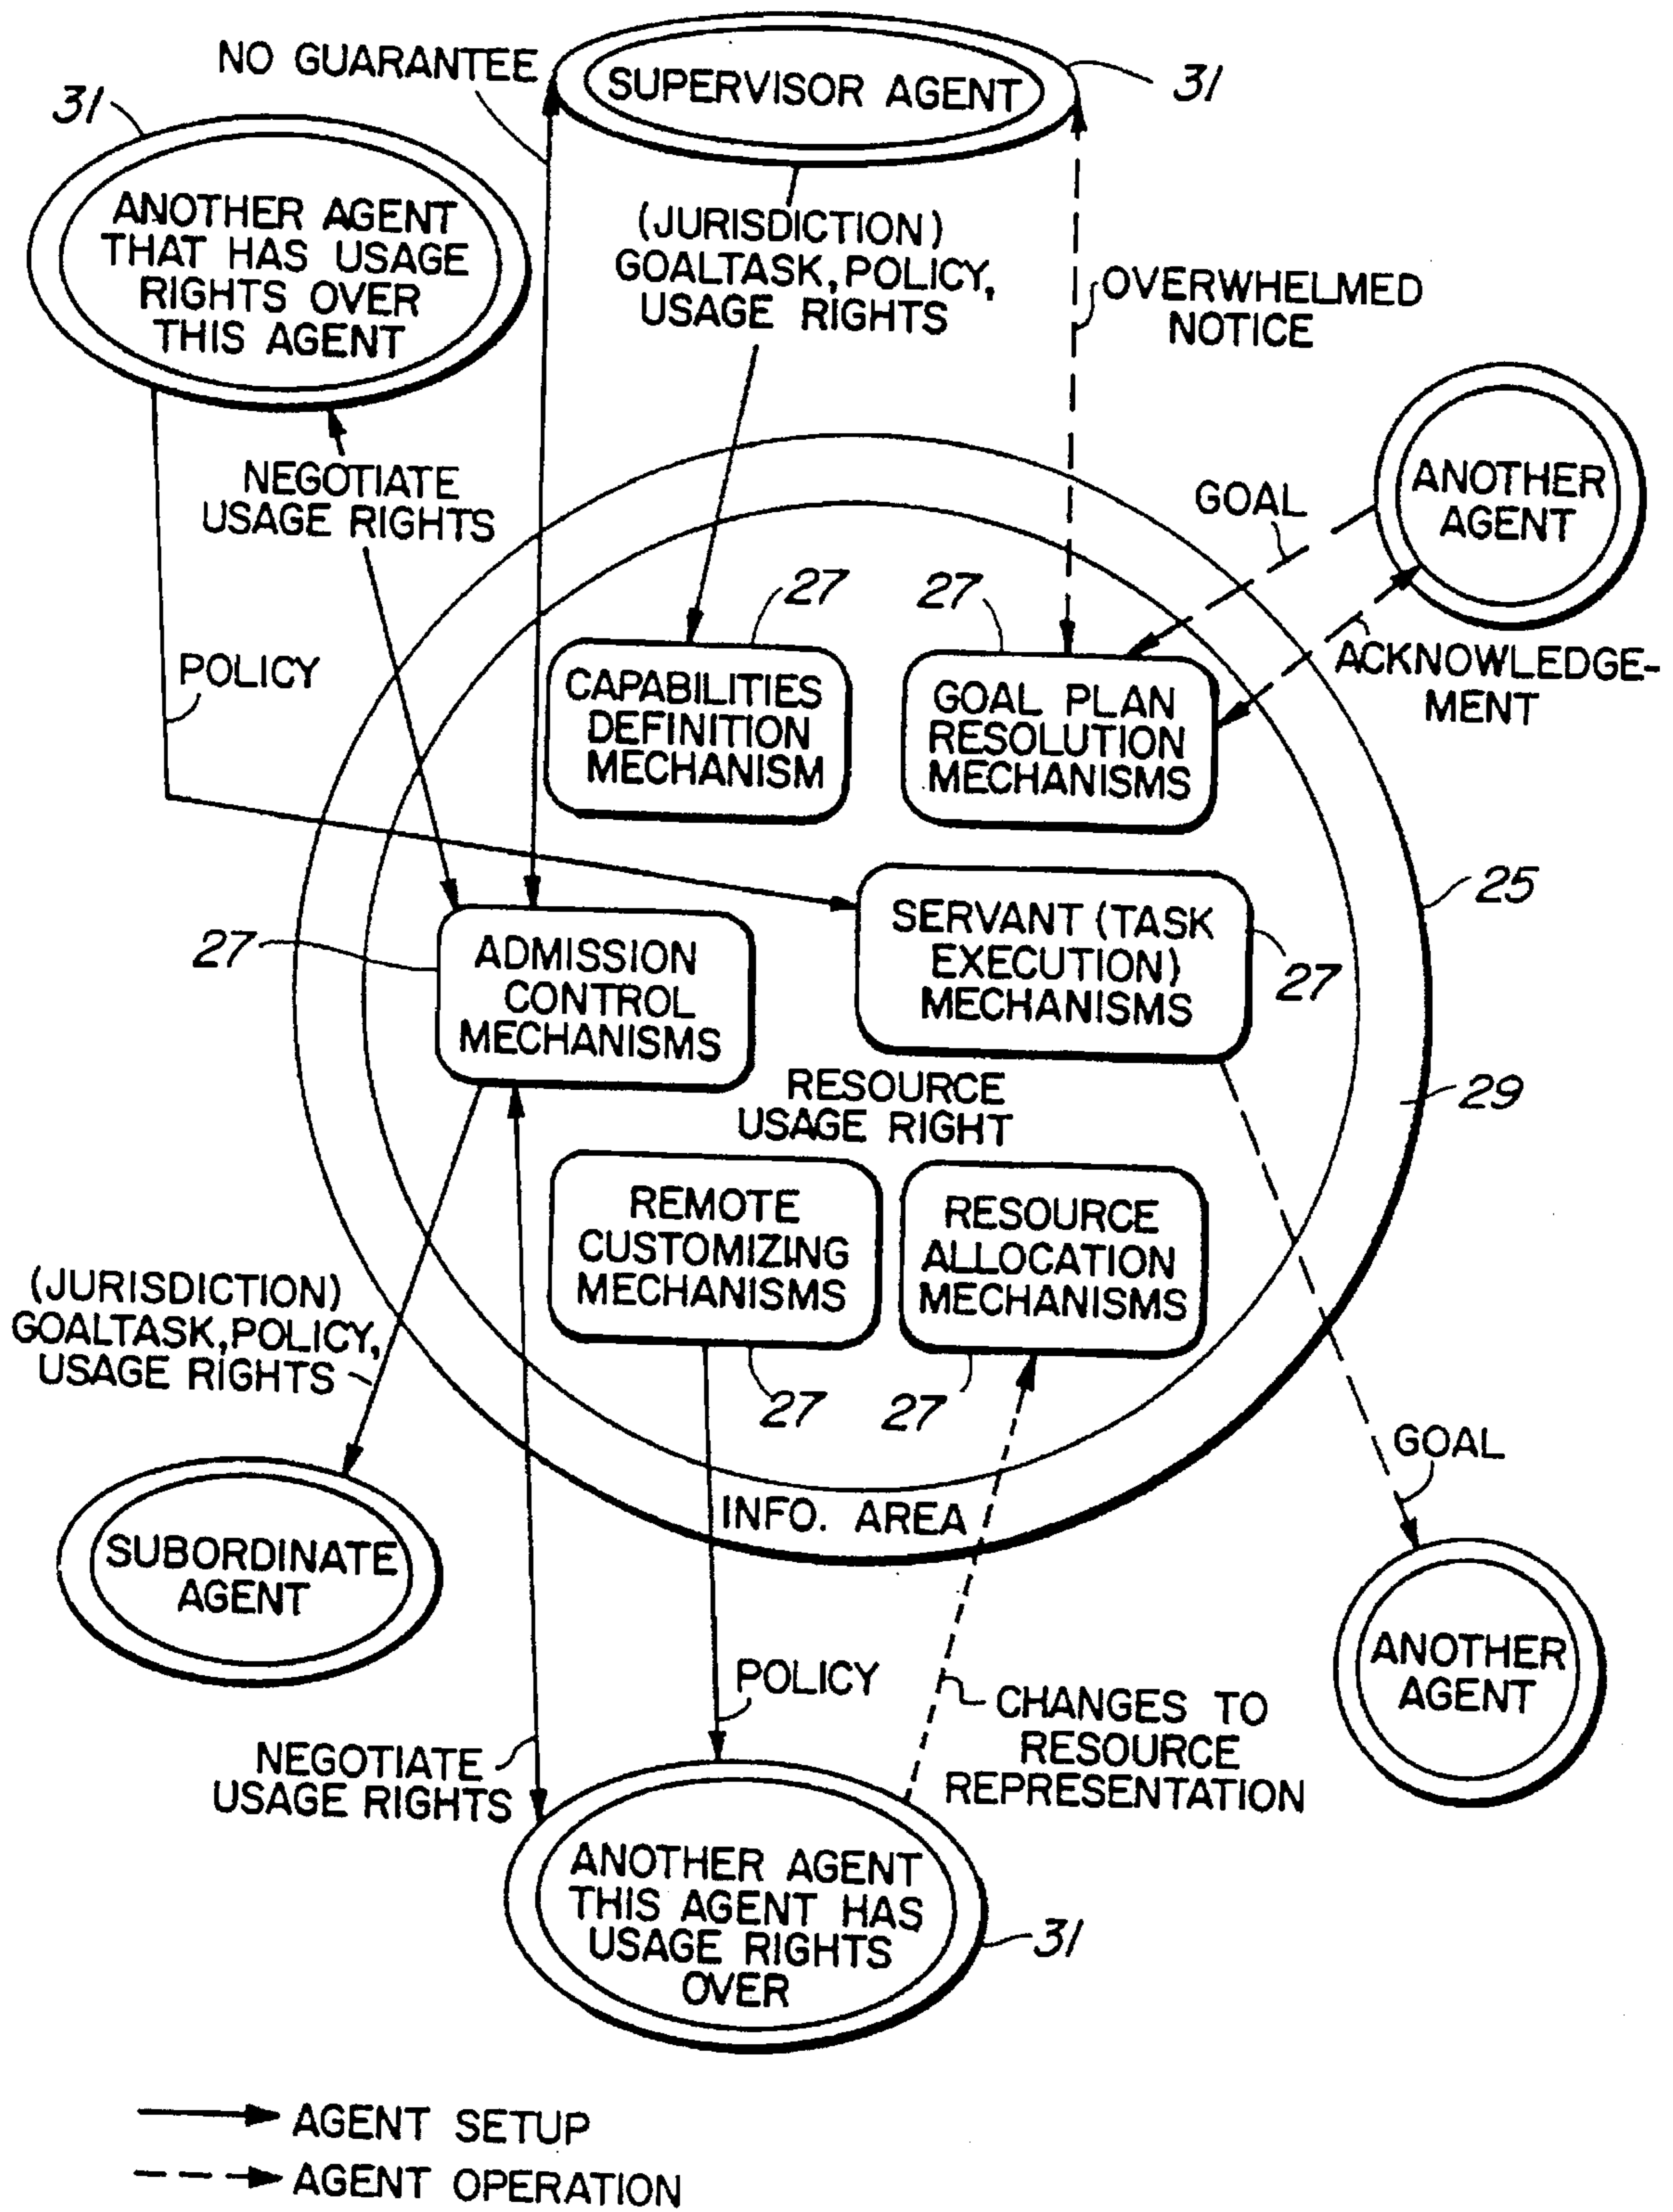 NO GUARANTEE
SUPERVISOR AGENT
31
31
ANOTHER AGENT
THAT HAS USAGE
RIGHTS OVER
THIS AGENT
(JURISDICTION)
GOALTASK, POLICY,
USAGE RIGHTS
OVERWHELMED
NOTICE
NEGOTIATE
USAGE RIGHTS
GOAL
ANOTHER
AGENT
27
27
POLICY
ACKNOWLEDGE-
MENT
CAPABILITIES
DEFINITION
MECHANISM
GOAL PLAN
RESOLUTION
MECHANISMS
25
27
ADMISSION
CONTROL
MECHANISMS
SERVANT (TASK
EXECUTION)
MECHANISMS
27
RESOURCE
USAGE RIGHT
29
REMOTE
CUSTOMIZING
MECHANISMS
RESOURCE
ALLOCATION
MECHANISMS
(JURISDICTION)
GOALTASK, POLICY,
USAGE RIGHTS
27
27
GOAL
INFO. AREA
SUBORDINATE
AGENT
ANOTHER
AGENT
POLICY
CHANGES TO
RESOURCE
REPRESENTATION
NEGOTIATE
USAGE RIGHTS
ANOTHER AGENT
THIS AGENT HAS
USAGE RIGHTS
OVER
31
AGENT SETUP
AGENT OPERATION